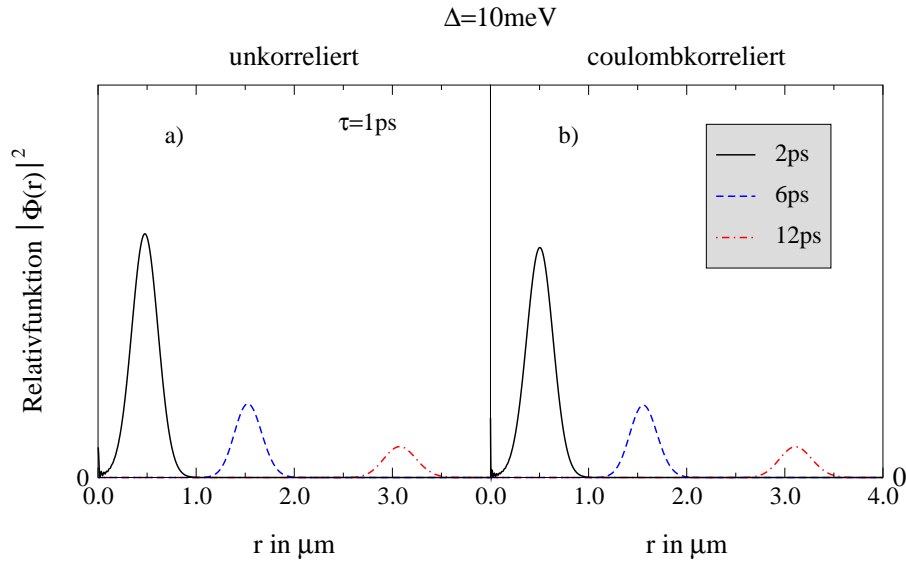 Δ=10meV
unkorreliert
coulombkorreliert
a)
τ=1ps
b)
2ps
6ps
12ps
Relativfunktion |Φ(r)|²
0
0
0.0
1.0
2.0
3.0
0.0
1.0
2.0
3.0
4.0
r in μm
r in μm